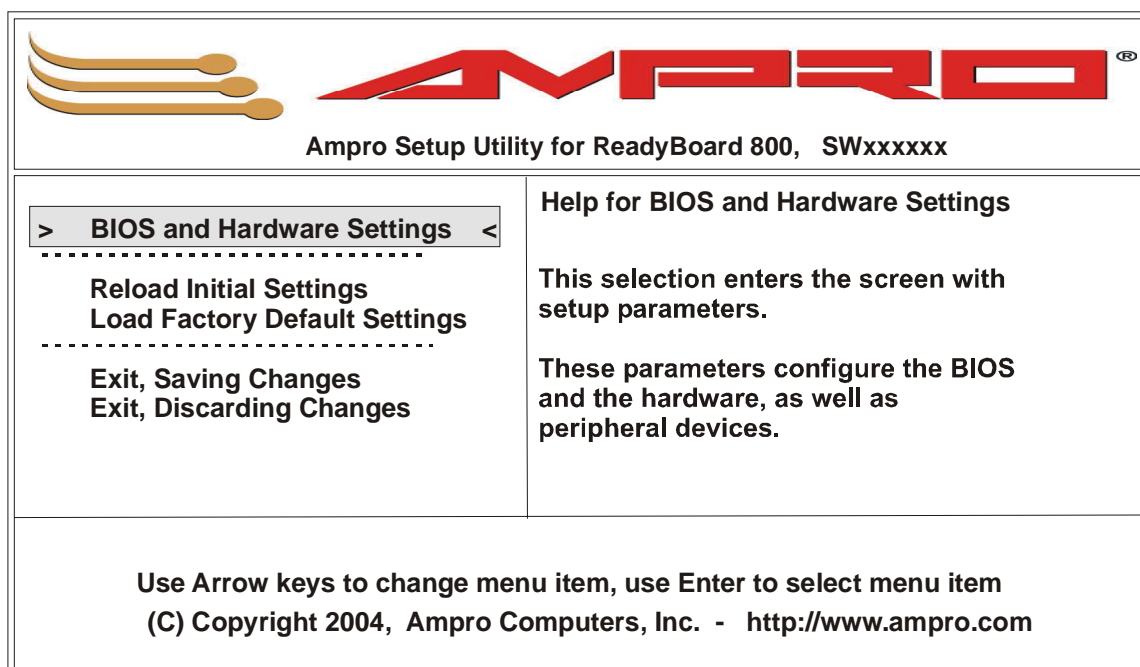 AMPRO®
Ampro Setup Utility for ReadyBoard 800, SWxxxxxx
> BIOS and Hardware Settings <
Reload Initial Settings
Load Factory Default Settings
Exit, Saving Changes
Exit, Discarding Changes
Help for BIOS and Hardware Settings
This selection enters the screen with
setup parameters.
These parameters configure the BIOS
and the hardware, as well as
peripheral devices.
Use Arrow keys to change menu item, use Enter to select menu item
(C) Copyright 2004, Ampro Computers, Inc. - http://www.ampro.com